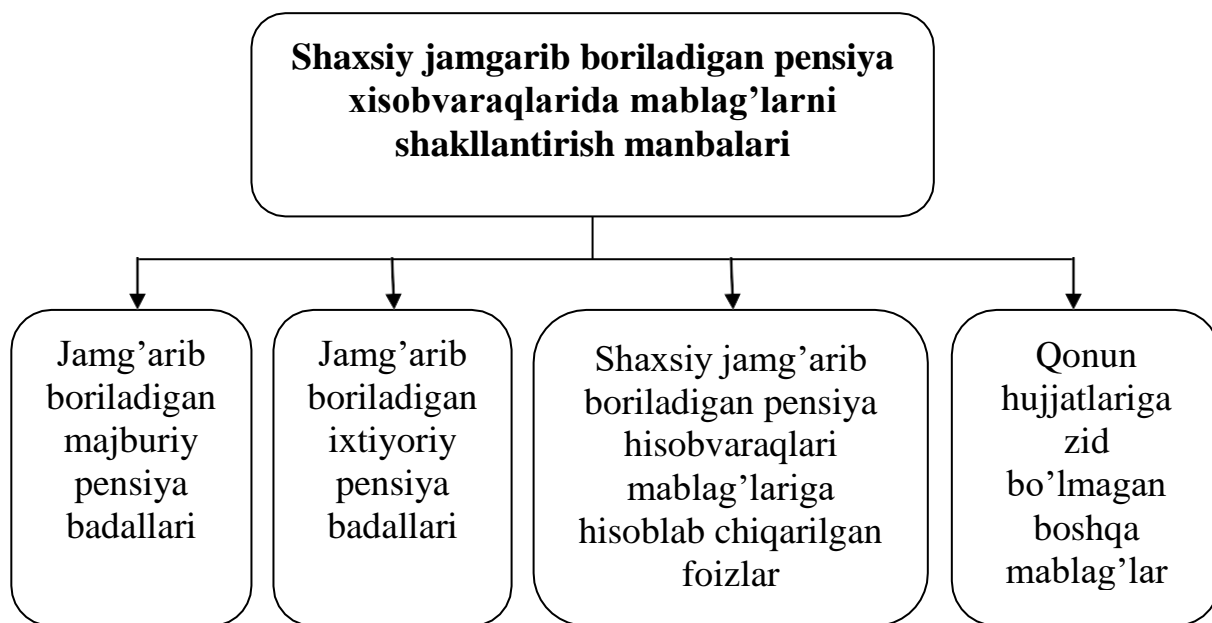 Shaxsiy jamgarib boriladigan pensiya
xisobvaraqlarida mablag’larni
shakllantirish manbalari
Jamg’arib
boriladigan
majburiy
pensiya
badallari
Jamg’arib
boriladigan
ixtiyoriy
pensiya
badallari
Shaxsiy jamg’arib
boriladigan pensiya
hisobvaraqlari
mablag’lariga
hisoblab chiqarilgan
foizlar
Qonun
hujjatlariga
zid
bo’lmagan
boshqa
mablag’lar